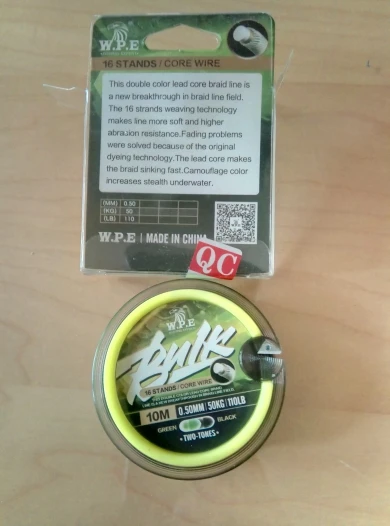 W.P.E
16 STANDS / CORE WIRE
This double color lead core braid line is
a new breakthrough in braid line field.
The 16 strands weaving technology
makes line more soft and higher
abrazion resistance.Fading problems
were solved because of the original
dyeing technology.The lead core makes
the braid sinking fast.Camouflage color
increases stealth underwater.
(MM) 0.50
(KG) 50
(LB) 110
W.P.E | MADE IN CHINA
QC
W.P.E
16 STANDS / CORE WIRE
10M 0.50MM | 50KG | 110LB
GREEN BLACK
•TWO-TONES•